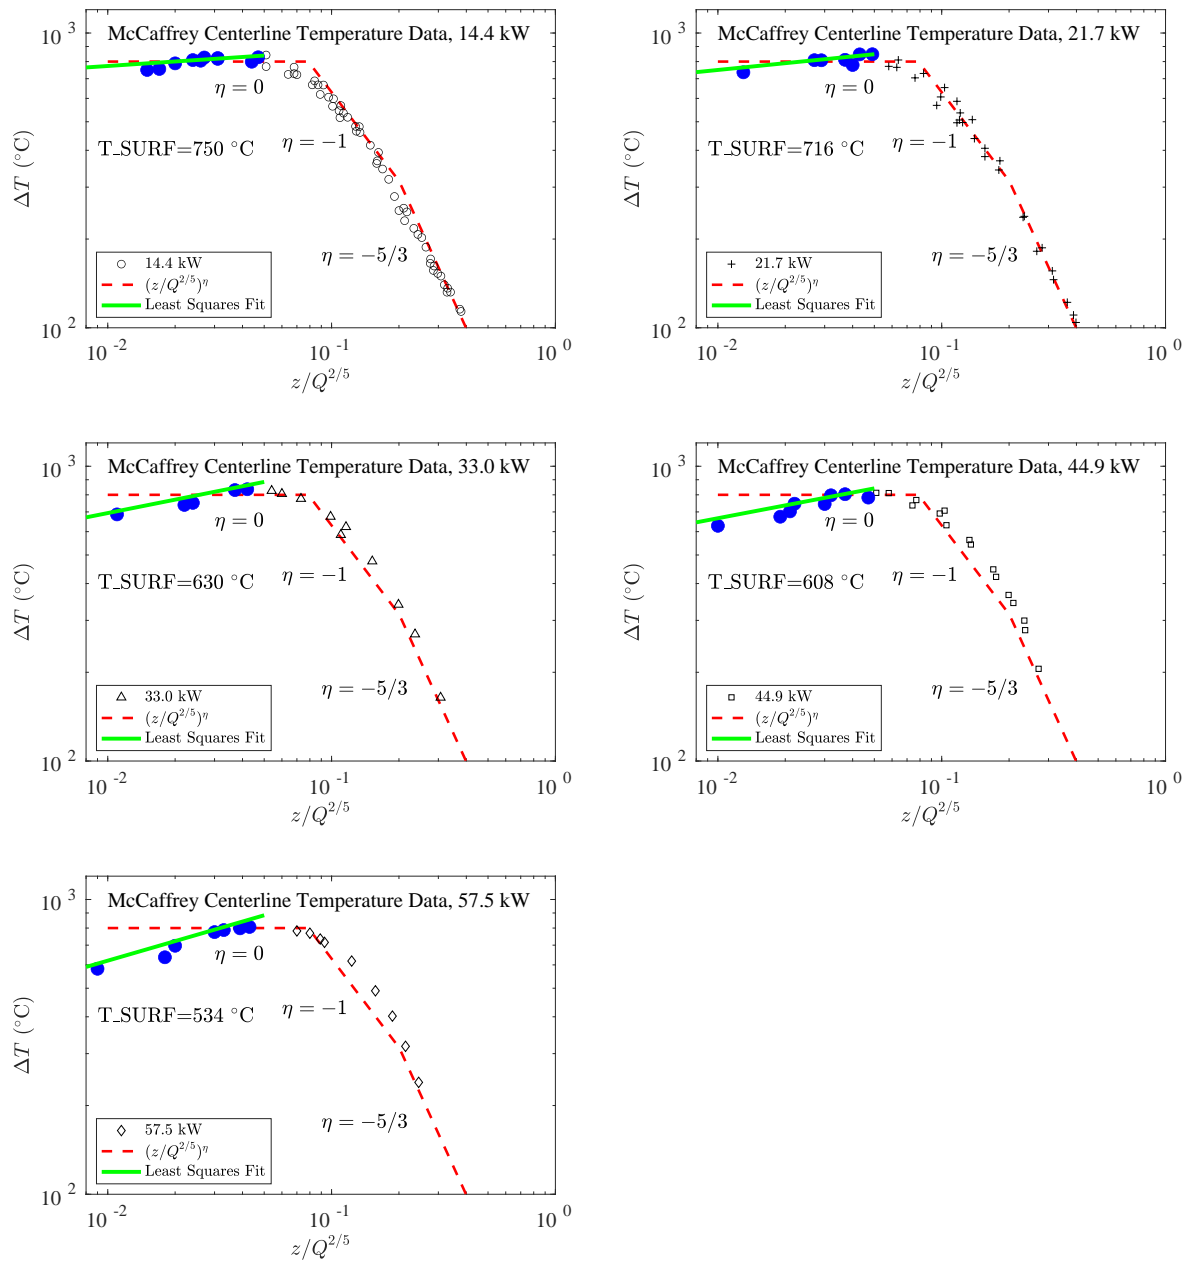 McCaffrey Centerline Temperature Data, 14.4 kW
10^3
η = 0
T_SURF=750 °C
η = −1
ΔT (°C)
η = −5/3
14.4 kW
(z/Q^{2/5})^η
Least Squares Fit
10^2
10^{-2} 10^{-1} 10^0
z/Q^{2/5}
McCaffrey Centerline Temperature Data, 21.7 kW
10^3
η = 0
T_SURF=716 °C
η = −1
ΔT (°C)
η = −5/3
21.7 kW
(z/Q^{2/5})^η
Least Squares Fit
10^2
10^{-2} 10^{-1} 10^0
z/Q^{2/5}
McCaffrey Centerline Temperature Data, 33.0 kW
10^3
η = 0
T_SURF=630 °C
η = −1
ΔT (°C)
η = −5/3
33.0 kW
(z/Q^{2/5})^η
Least Squares Fit
10^2
10^{-2} 10^{-1} 10^0
z/Q^{2/5}
McCaffrey Centerline Temperature Data, 44.9 kW
10^3
η = 0
T_SURF=608 °C
η = −1
ΔT (°C)
η = −5/3
44.9 kW
(z/Q^{2/5})^η
Least Squares Fit
10^2
10^{-2} 10^{-1} 10^0
z/Q^{2/5}
McCaffrey Centerline Temperature Data, 57.5 kW
10^3
η = 0
T_SURF=534 °C
η = −1
ΔT (°C)
η = −5/3
57.5 kW
(z/Q^{2/5})^η
Least Squares Fit
10^2
10^{-2} 10^{-1} 10^0
z/Q^{2/5}